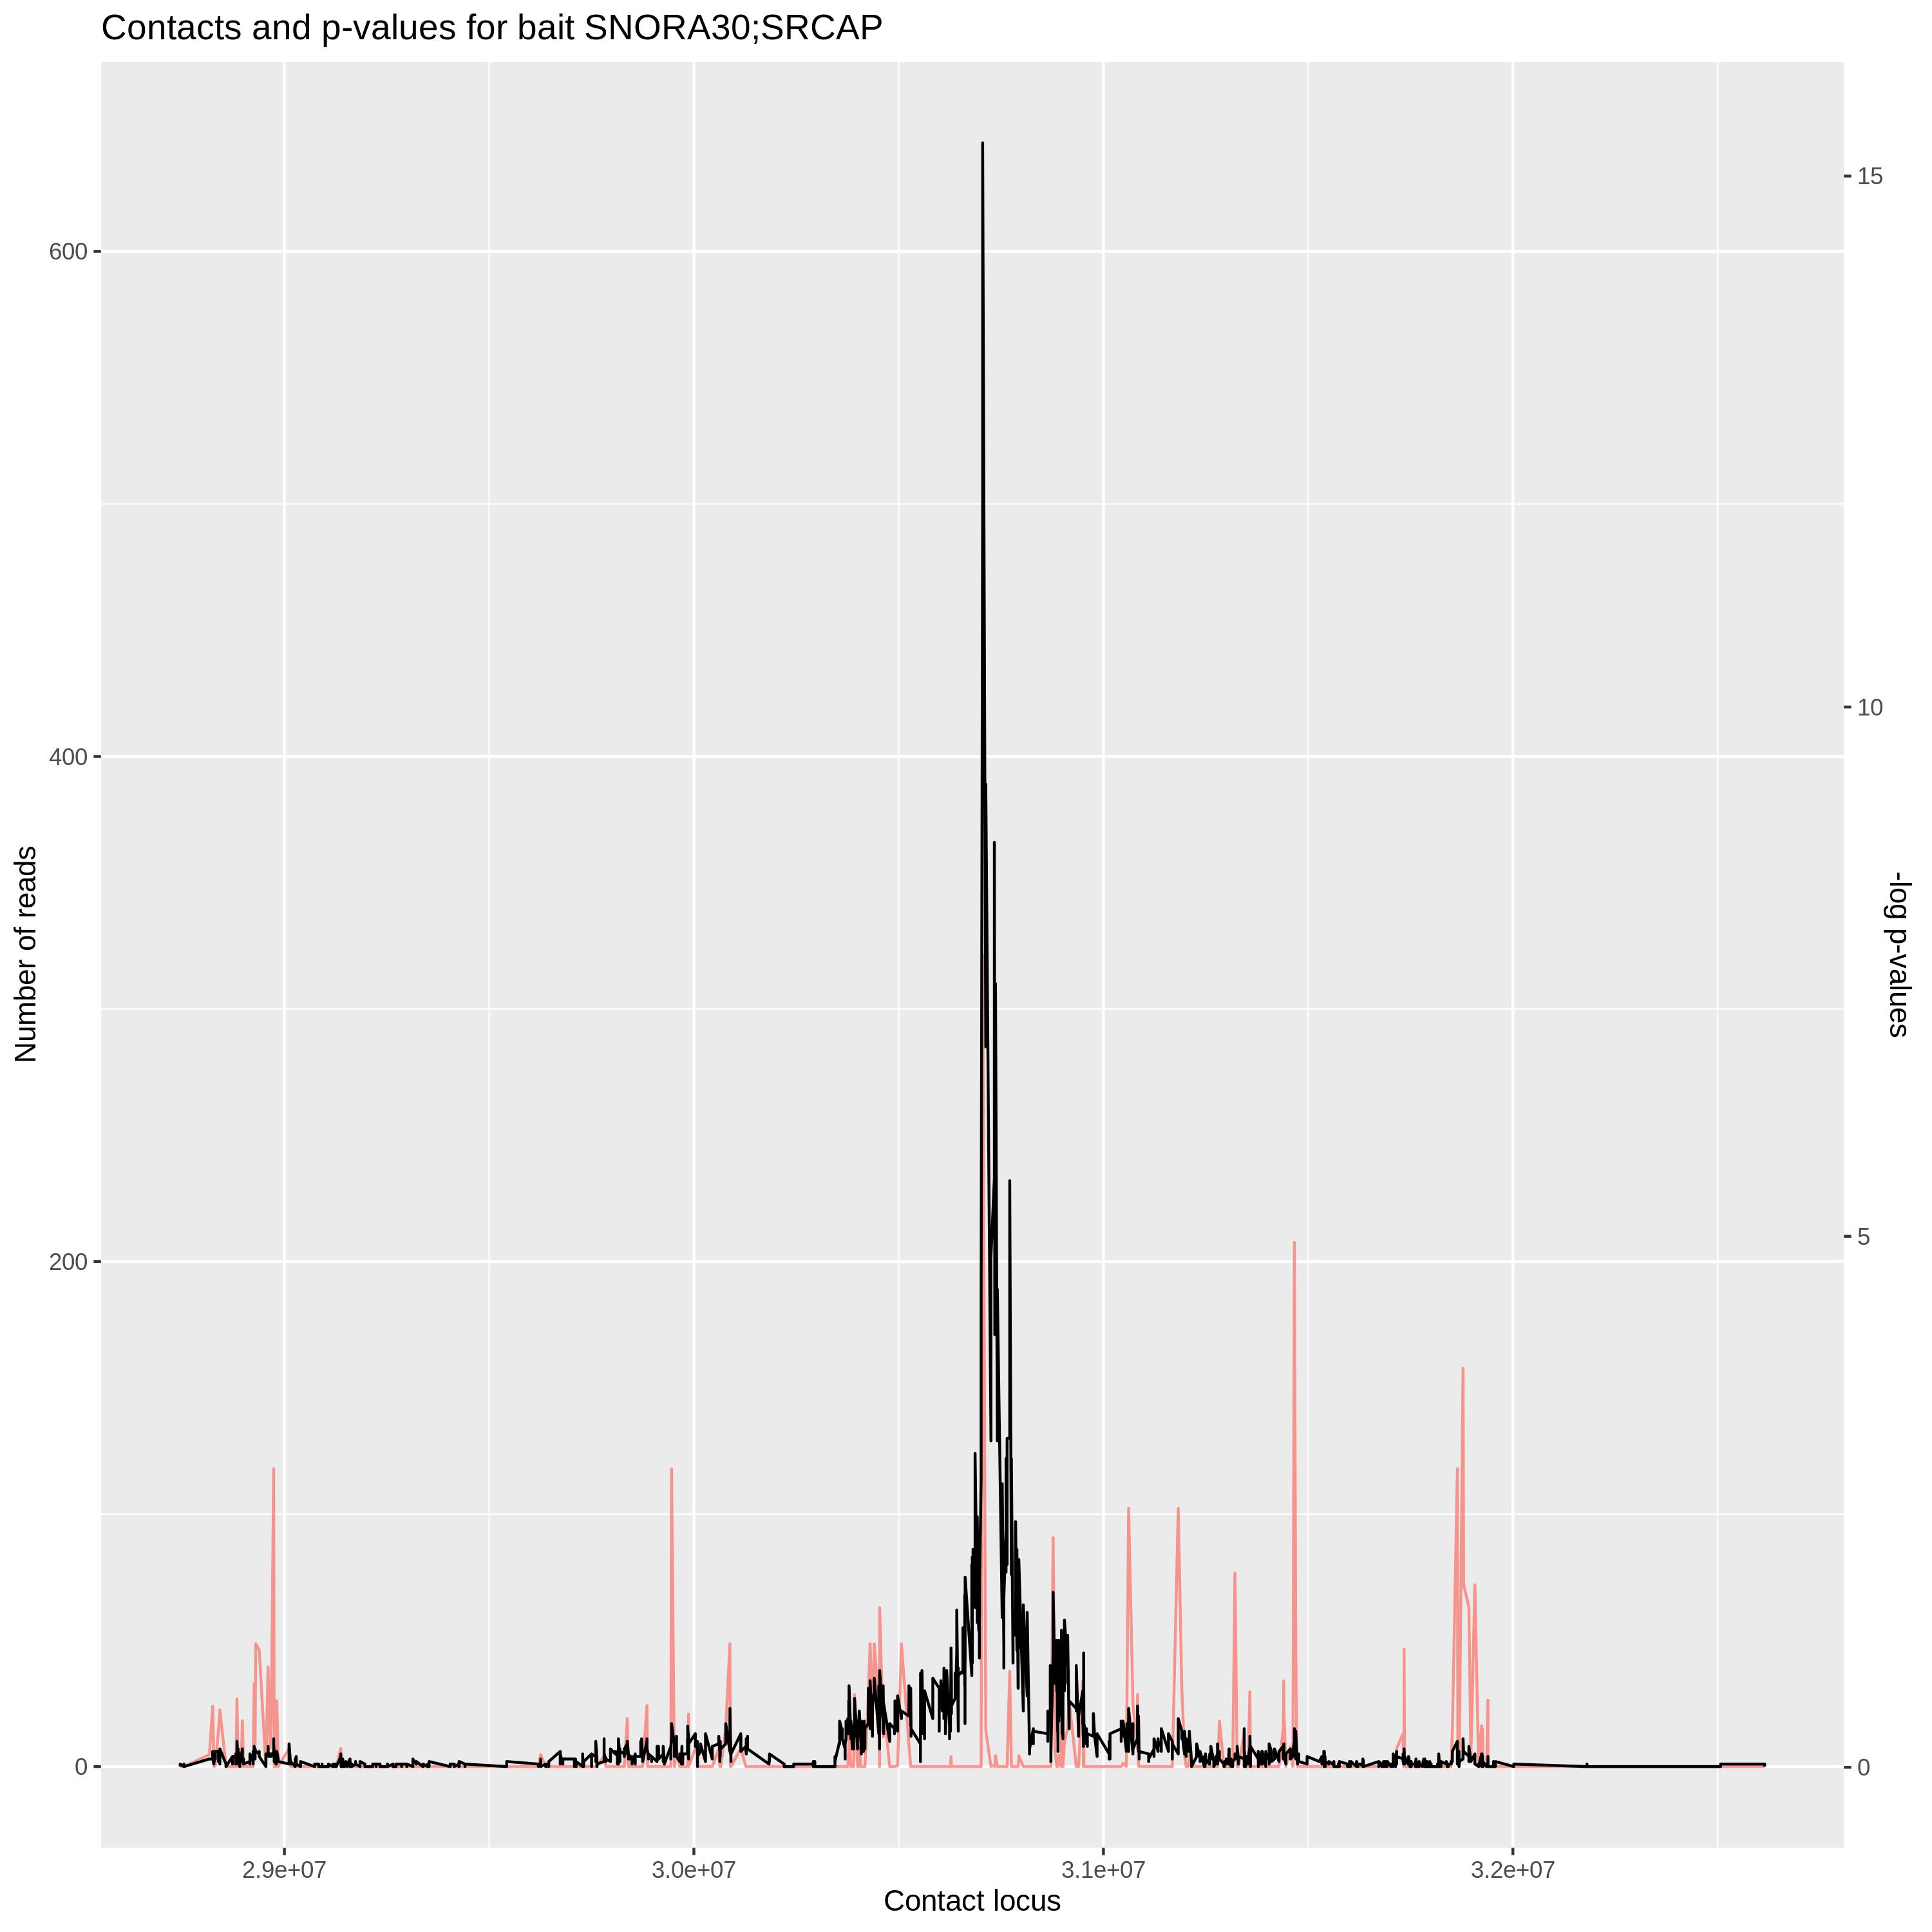 Contacts and p-values for bait SNORA30;SRCAP
600
400
200
0
Number of reads
15
10
5
0
-log p-values
2.9e+07 3.0e+07 3.1e+07 3.2e+07
Contact locus